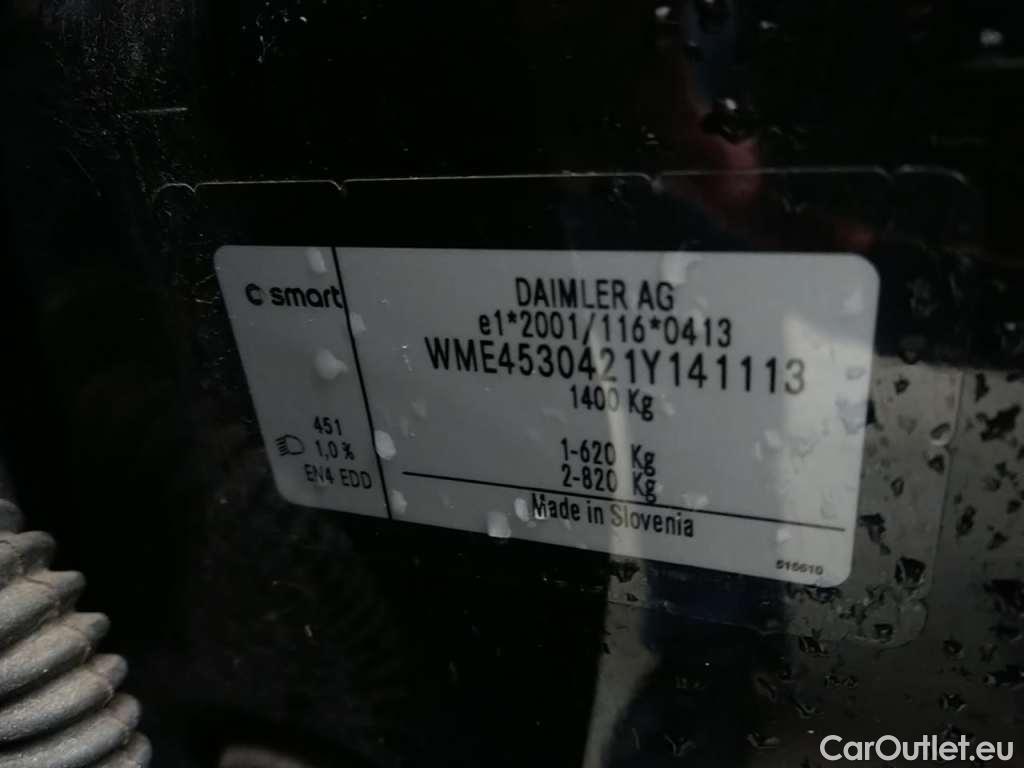 smart
DAIMLER AG
e1*2001/116*0413
WME4530421Y141113
1400 Kg
1-620 Kg
2-820 Kg
Made in Slovenia
451
1,0 %
EN4 EDD
515610
CarOutlet.eu